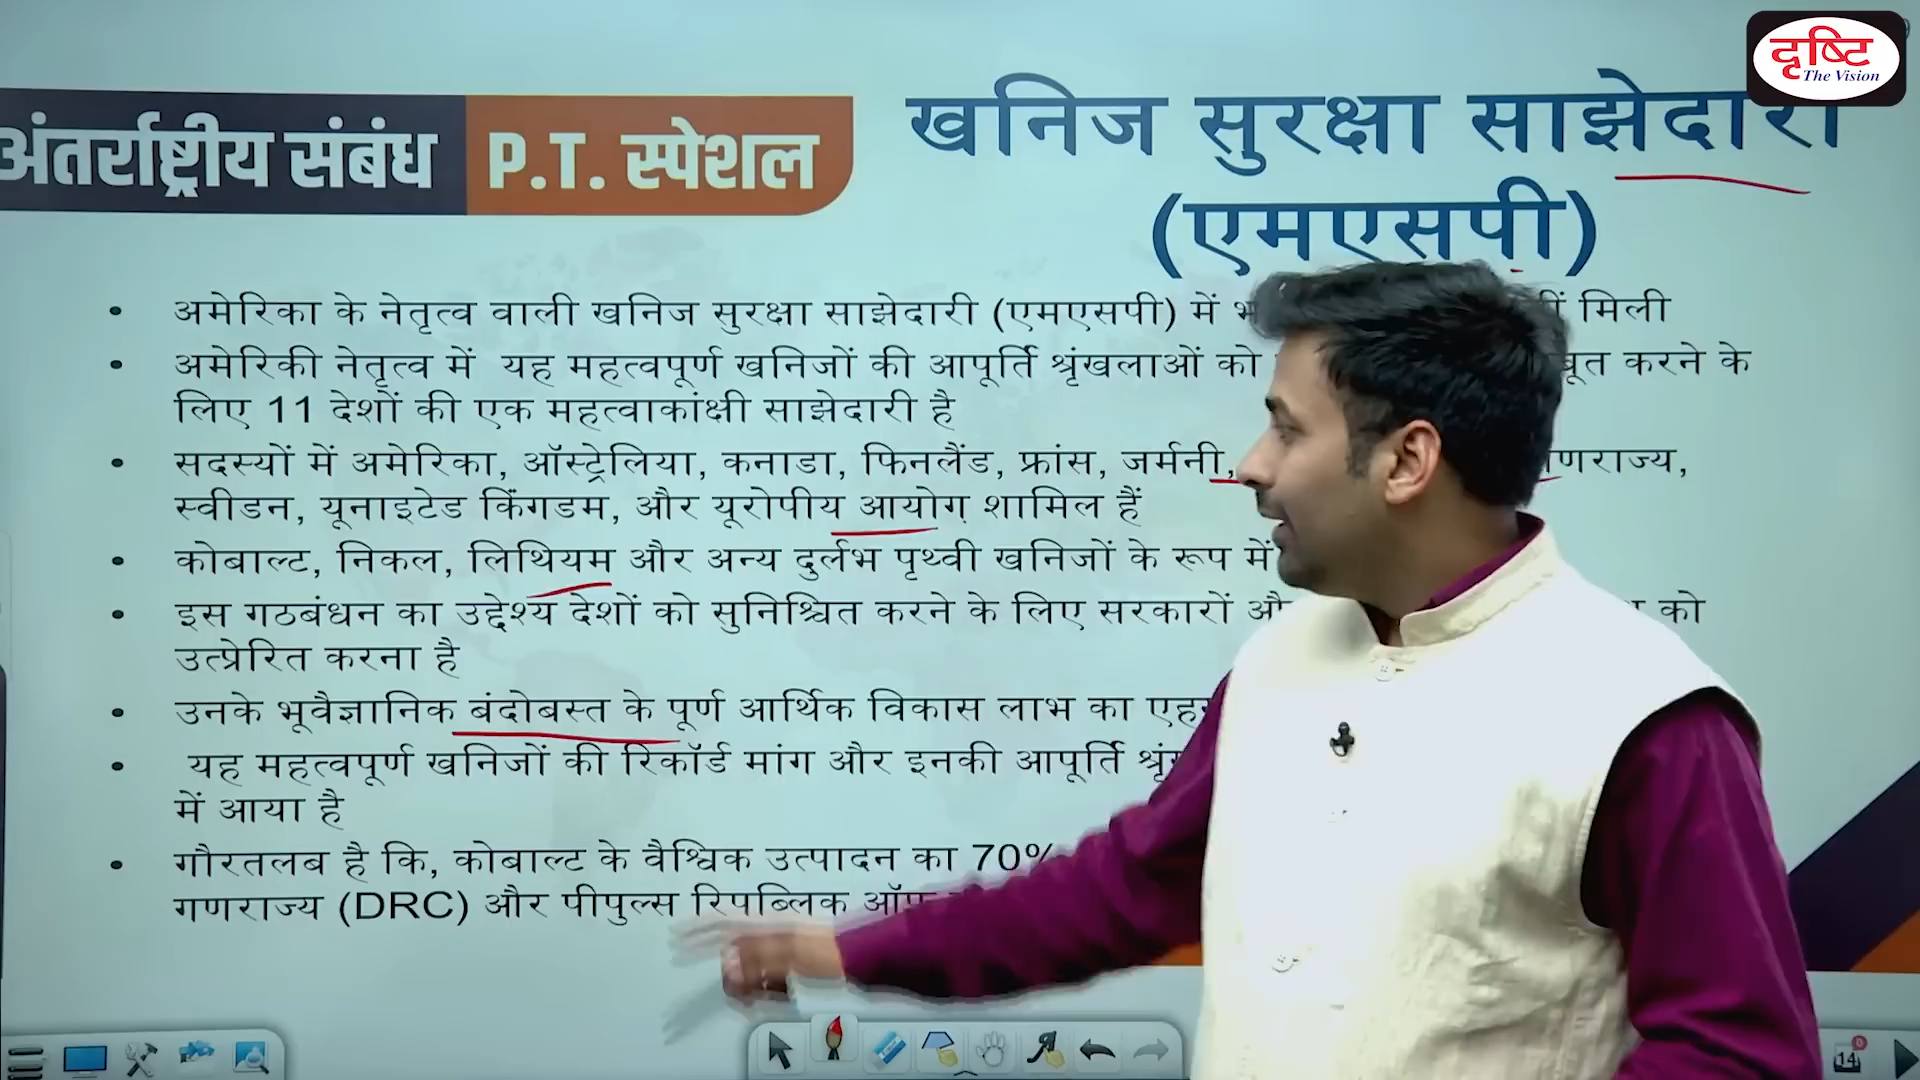 दृष्टि
The Vision
अंतर्राष्ट्रीय संबंध P.T. स्पेशल
खनिज सुरक्षा साझेदारी
(एमएसपी)
• अमेरिका के नेतृत्व वाली खनिज सुरक्षा साझेदारी (एमएसपी) में मिली
• अमेरिकी नेतृत्व में यह महत्वपूर्ण खनिजों की आपूर्ति श्रृंखलाओं को करने के
लिए 11 देशों की एक महत्वाकांक्षी साझेदारी है
• सदस्यों में अमेरिका, ऑस्ट्रेलिया, कनाडा, फिनलैंड, फ्रांस, जर्मनी,
स्वीडन, यूनाइटेड किंगडम, और यूरोपीय आयोग शामिल हैं
• कोबाल्ट, निकल, लिथियम और अन्य दुर्लभ पृथ्वी खनिजों के रूप में
• इस गठबंधन का उद्देश्य देशों को सुनिश्चित करने के लिए सरकारों को
उत्प्रेरित करना है
• उनके भूवैज्ञानिक बंदोबस्त के पूर्ण आर्थिक विकास लाभ का
• यह महत्वपूर्ण खनिजों की रिकॉर्ड मांग और इनकी आपूर्ति
में आया है
• गौरतलब है कि, कोबाल्ट के वैश्विक उत्पादन का 70%
गणराज्य (DRC) और पीपुल्स रिपब्लिक
14